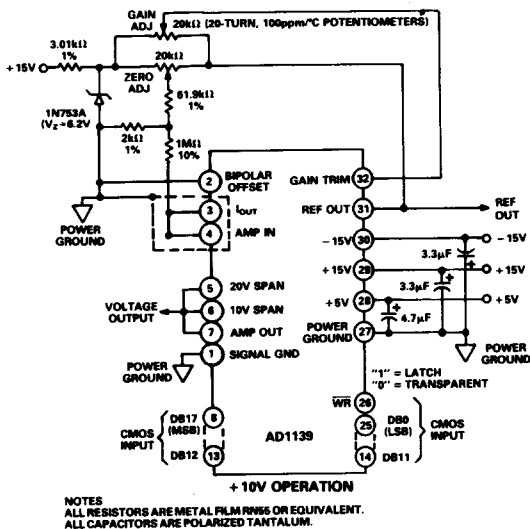 GAIN ADJ
20kΩ (20-TURN, 100ppm/°C POTENTIOMETERS)
3.01kΩ 1%
+15V
20kΩ
ZERO ADJ
61.9kΩ 1%
1N753A
(VZ ≈6.2V
2kΩ 1%
1MΩ 10%
POWER GROUND
2 BIPOLAR OFFSET
3 IOUT
4 AMP IN
5 20V SPAN
6 10V SPAN
7 AMP OUT
VOLTAGE OUTPUT
1 SIGNAL GND
POWER GROUND
GAIN TRIM 32
REF OUT 31
REF OUT
-15V 30
-15V
3.3µF
+
+15V 29
+15V
3.3µF
+
+5V 28
+5V
4.7µF
+
POWER GROUND 27
POWER GROUND
"1" = LATCH
"0" = TRANSPARENT
WR 26
DB17 (MSB) 8
CMOS INPUT
DB12 13
AD1139
DB0 (LSB) 25
CMOS INPUT
14 DB11
+10V OPERATION
NOTES
ALL RESISTORS ARE METAL FILM RN55 OR EQUIVALENT.
ALL CAPACITORS ARE POLARIZED TANTALUM.